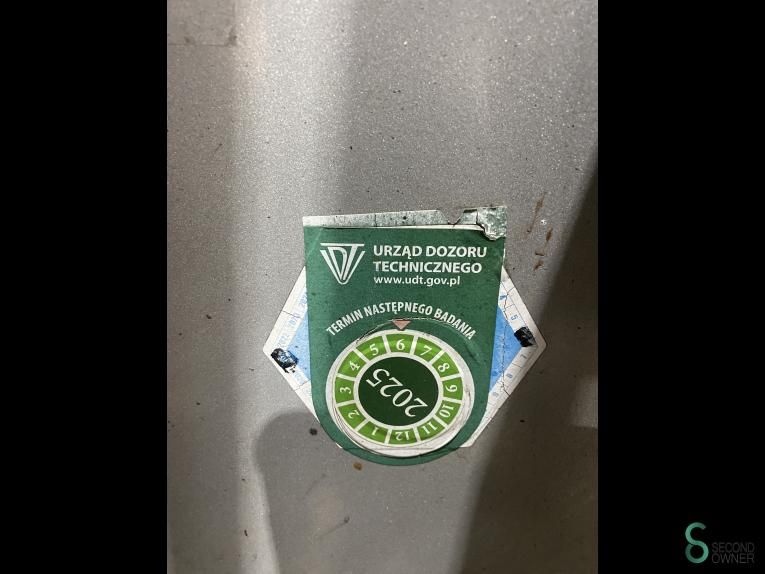 UDT
URZĄD DOZORU
TECHNICZNEGO
www.udt.gov.pl
TERMIN NASTĘPNEGO BADANIA
1 2 3 4 5 6 7 8 9 10 11 12
2025
SECOND
OWNER